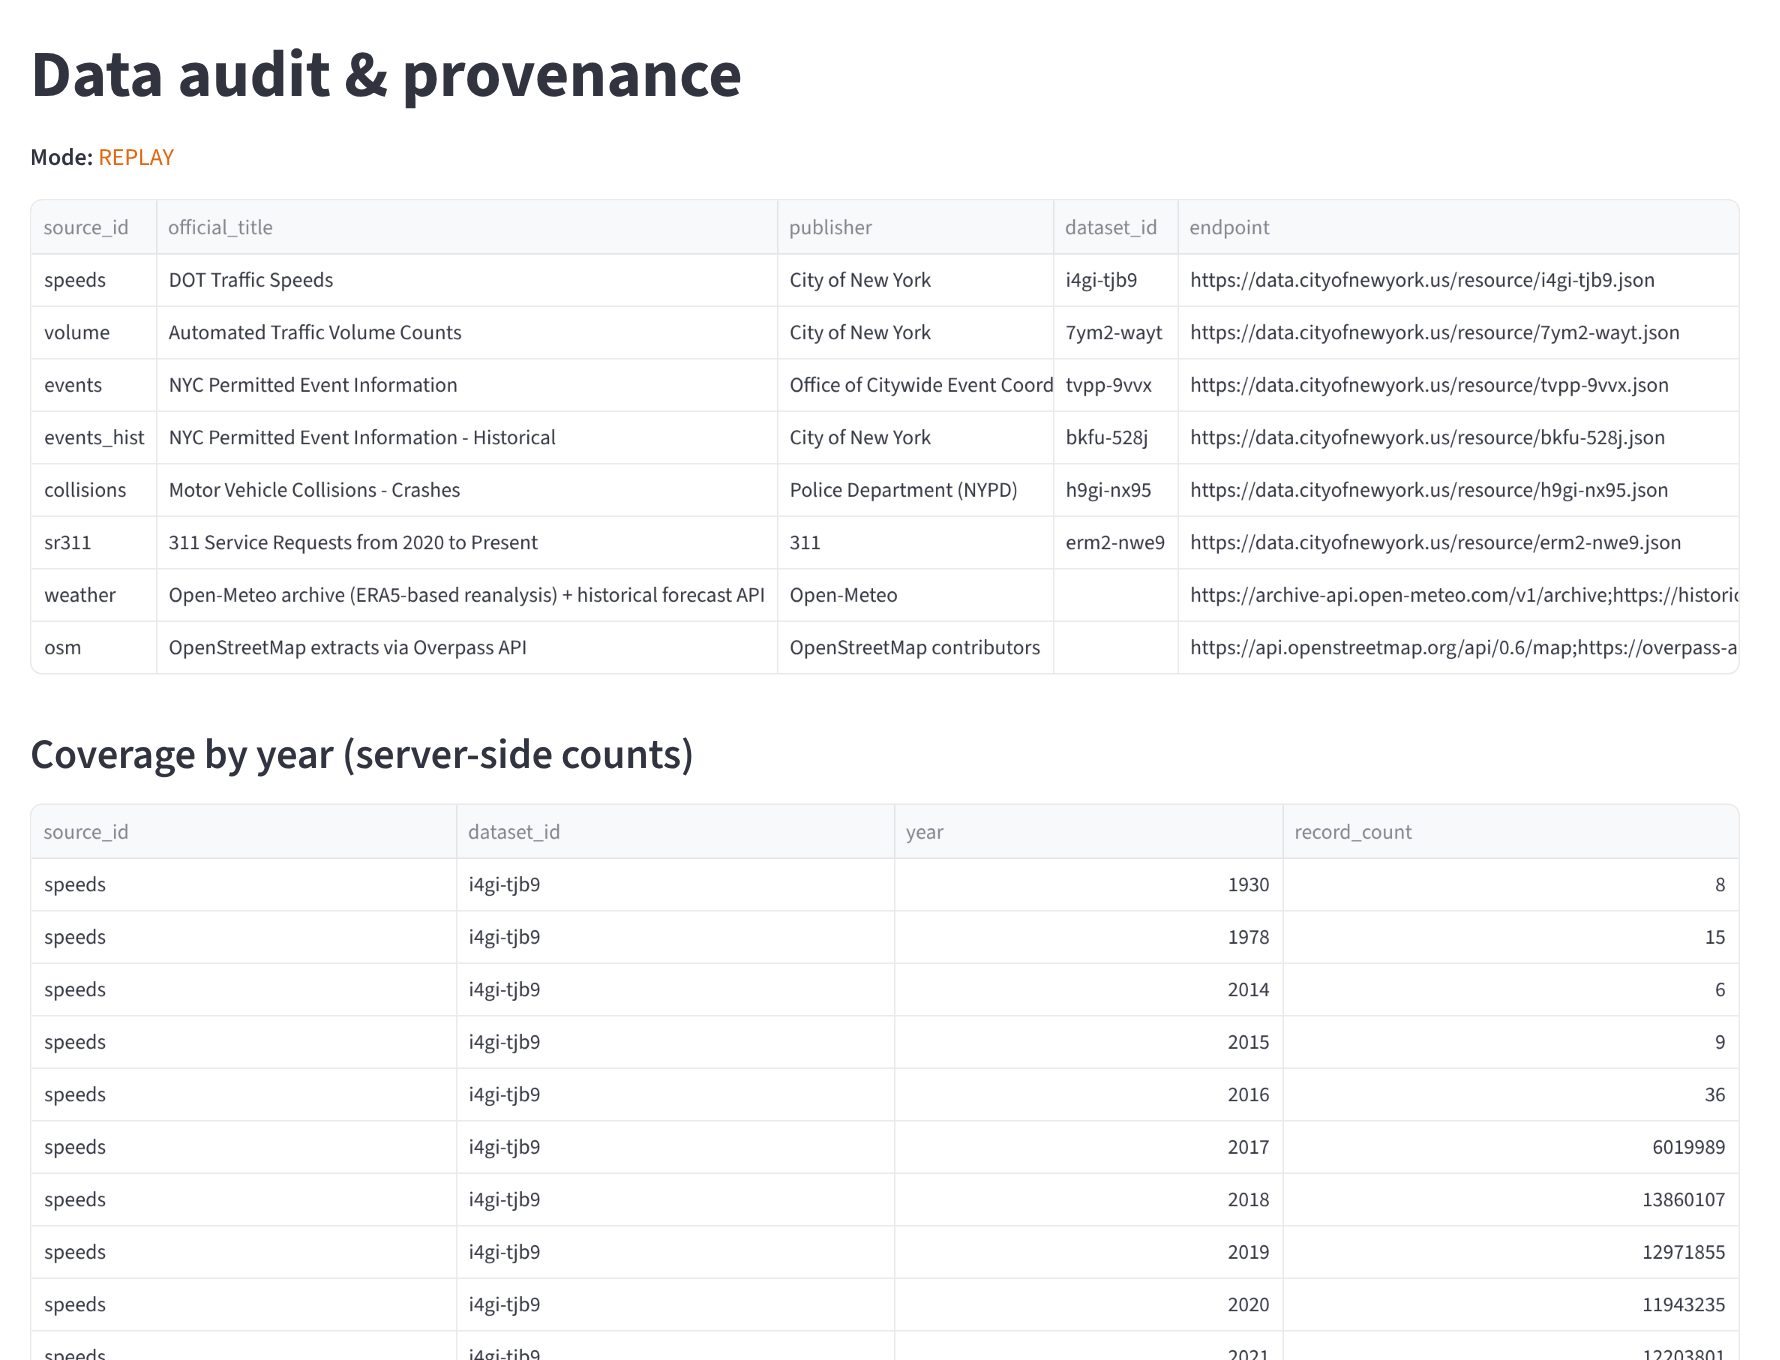 Data audit & provenance
Mode: REPLAY
source_id official_title publisher dataset_id endpoint
speeds DOT Traffic Speeds City of New York i4gi-tjb9 https://data.cityofnewyork.us/resource/i4gi-tjb9.json
volume Automated Traffic Volume Counts City of New York 7ym2-wayt https://data.cityofnewyork.us/resource/7ym2-wayt.json
events NYC Permitted Event Information Office of Citywide Event Coord tvpp-9vvx https://data.cityofnewyork.us/resource/tvpp-9vvx.json
events_hist NYC Permitted Event Information - Historical City of New York bkfu-528j https://data.cityofnewyork.us/resource/bkfu-528j.json
collisions Motor Vehicle Collisions - Crashes Police Department (NYPD) h9gi-nx95 https://data.cityofnewyork.us/resource/h9gi-nx95.json
sr311 311 Service Requests from 2020 to Present 311 erm2-nwe9 https://data.cityofnewyork.us/resource/erm2-nwe9.json
weather Open-Meteo archive (ERA5-based reanalysis) + historical forecast API Open-Meteo https://archive-api.open-meteo.com/v1/archive;https://historic
osm OpenStreetMap extracts via Overpass API OpenStreetMap contributors https://api.openstreetmap.org/api/0.6/map;https://overpass-a
Coverage by year (server-side counts)
source_id dataset_id year record_count
speeds i4gi-tjb9 1930 8
speeds i4gi-tjb9 1978 15
speeds i4gi-tjb9 2014 6
speeds i4gi-tjb9 2015 9
speeds i4gi-tjb9 2016 36
speeds i4gi-tjb9 2017 6019989
speeds i4gi-tjb9 2018 13860107
speeds i4gi-tjb9 2019 12971855
speeds i4gi-tjb9 2020 11943235
speeds i4gi-tjb9 2021 12203801